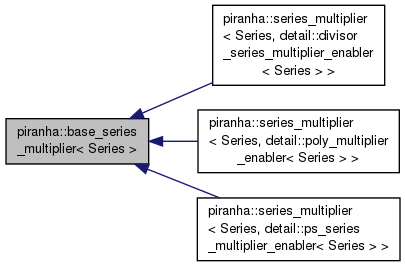 piranha::series_multiplier
< Series, detail::divisor
_series_multiplier_enabler
< Series > >
piranha::base_series
_multiplier< Series >
piranha::series_multiplier
< Series, detail::poly_multiplier
_enabler< Series > >
piranha::series_multiplier
< Series, detail::ps_series
_multiplier_enabler< Series > >